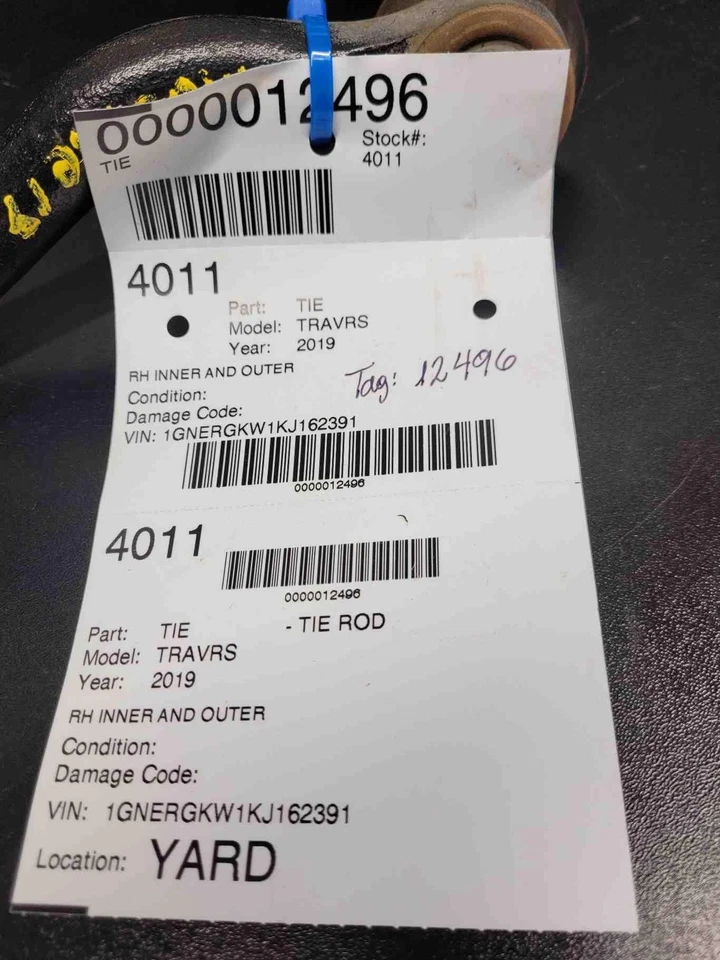 0000012496
TIE
Stock#:
4011
4011
Part: TIE
Model: TRAVRS
Year: 2019
RH INNER AND OUTER
Tag: 12496
Condition:
Damage Code:
VIN: 1GNERGKW1KJ162391
0000012496
4011
0000012496
Part: TIE - TIE ROD
Model: TRAVRS
Year: 2019
RH INNER AND OUTER
Condition:
Damage Code:
VIN: 1GNERGKW1KJ162391
Location: YARD